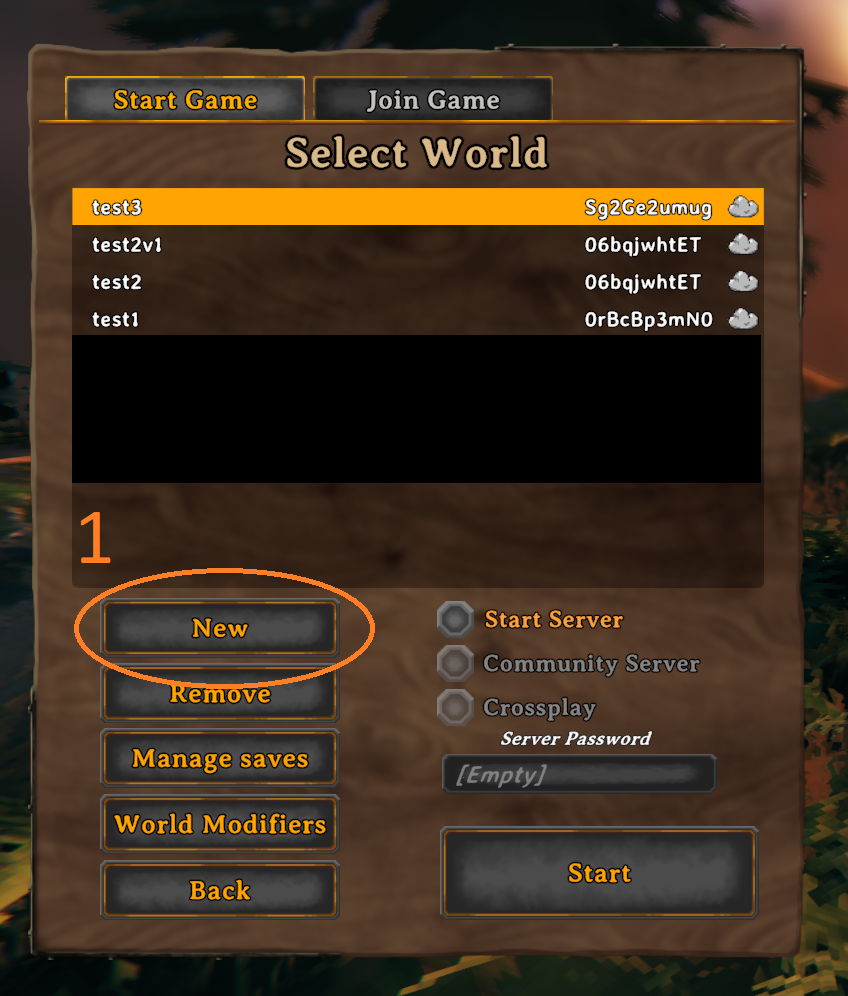 Start Game
Join Game
Select World
test3 Sg2Ge2umug
test2v1 06bqjwhtET
test2 06bqjwhtET
test1 0rBcBp3mN0
1
New
Start Server
Remove
Community Server
Crossplay
Server Password
Manage saves
[Empty]
World Modifiers
Start
Back